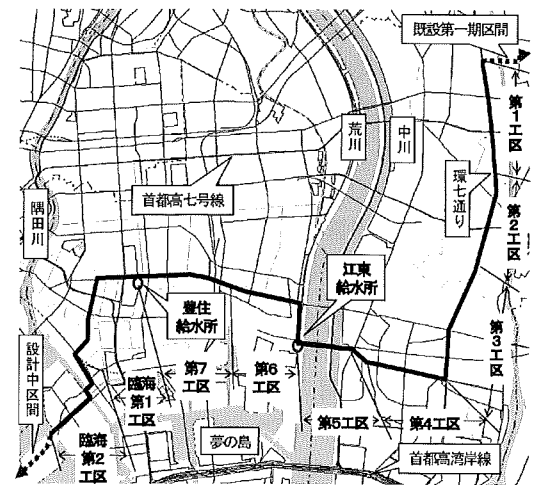 既設第一期区間
第1工区
荒川
中川
環七通り
首都高七号線
第2工区
隅田川
江東
給水所
豊住
給水所
第3工区
設計中区間
第7
工区
第6
工区
臨海
第1
工区
第5工区
第4工区
臨海
第2
工区
夢の島
首都高湾岸線